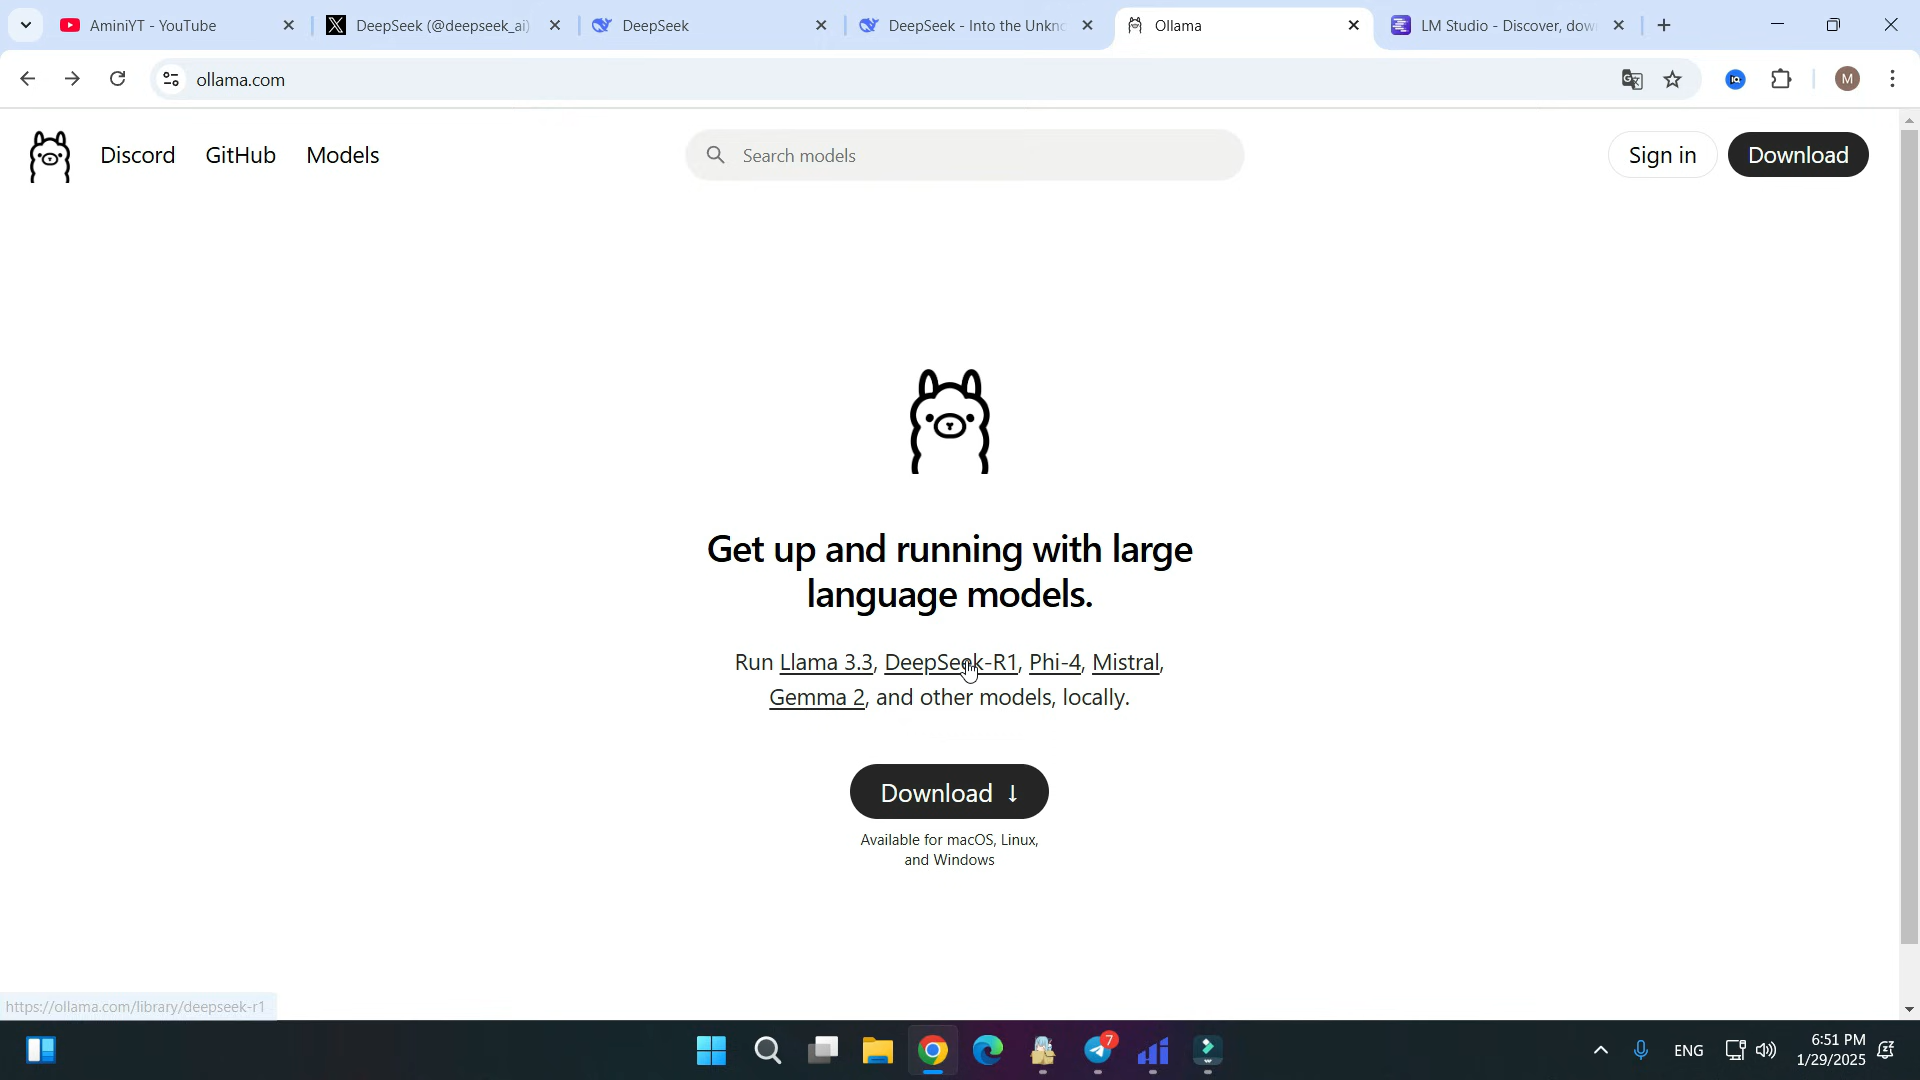 AminiYT - YouTube
DeepSeek (@deepseek_ai)
DeepSeek
DeepSeek - Into the Unkno
Ollama
LM Studio - Discover, dow
ollama.com
M
Discord
GitHub
Models
Search models
Sign in
Download
Get up and running with large
language models.
Run Llama 3.3, DeepSeek-R1, Phi-4, Mistral,
Gemma 2, and other models, locally.
Download ↓
Available for macOS, Linux,
and Windows
https://ollama.com/library/deepseek-r1
7
ENG
6:51 PM
1/29/2025